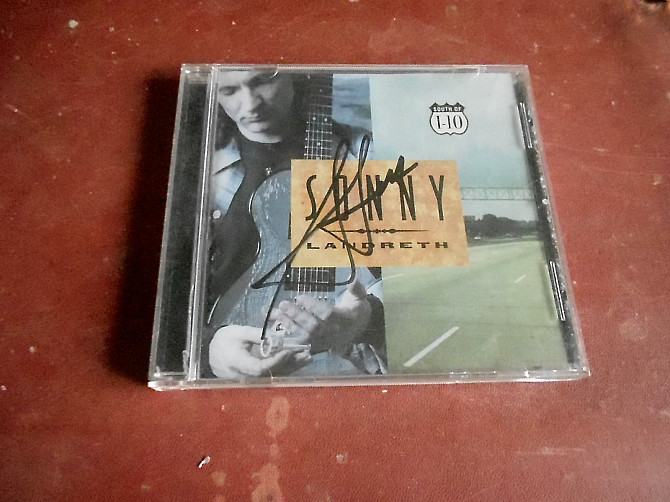 SOUTH OF
I-10
SONNY
LANDRETH